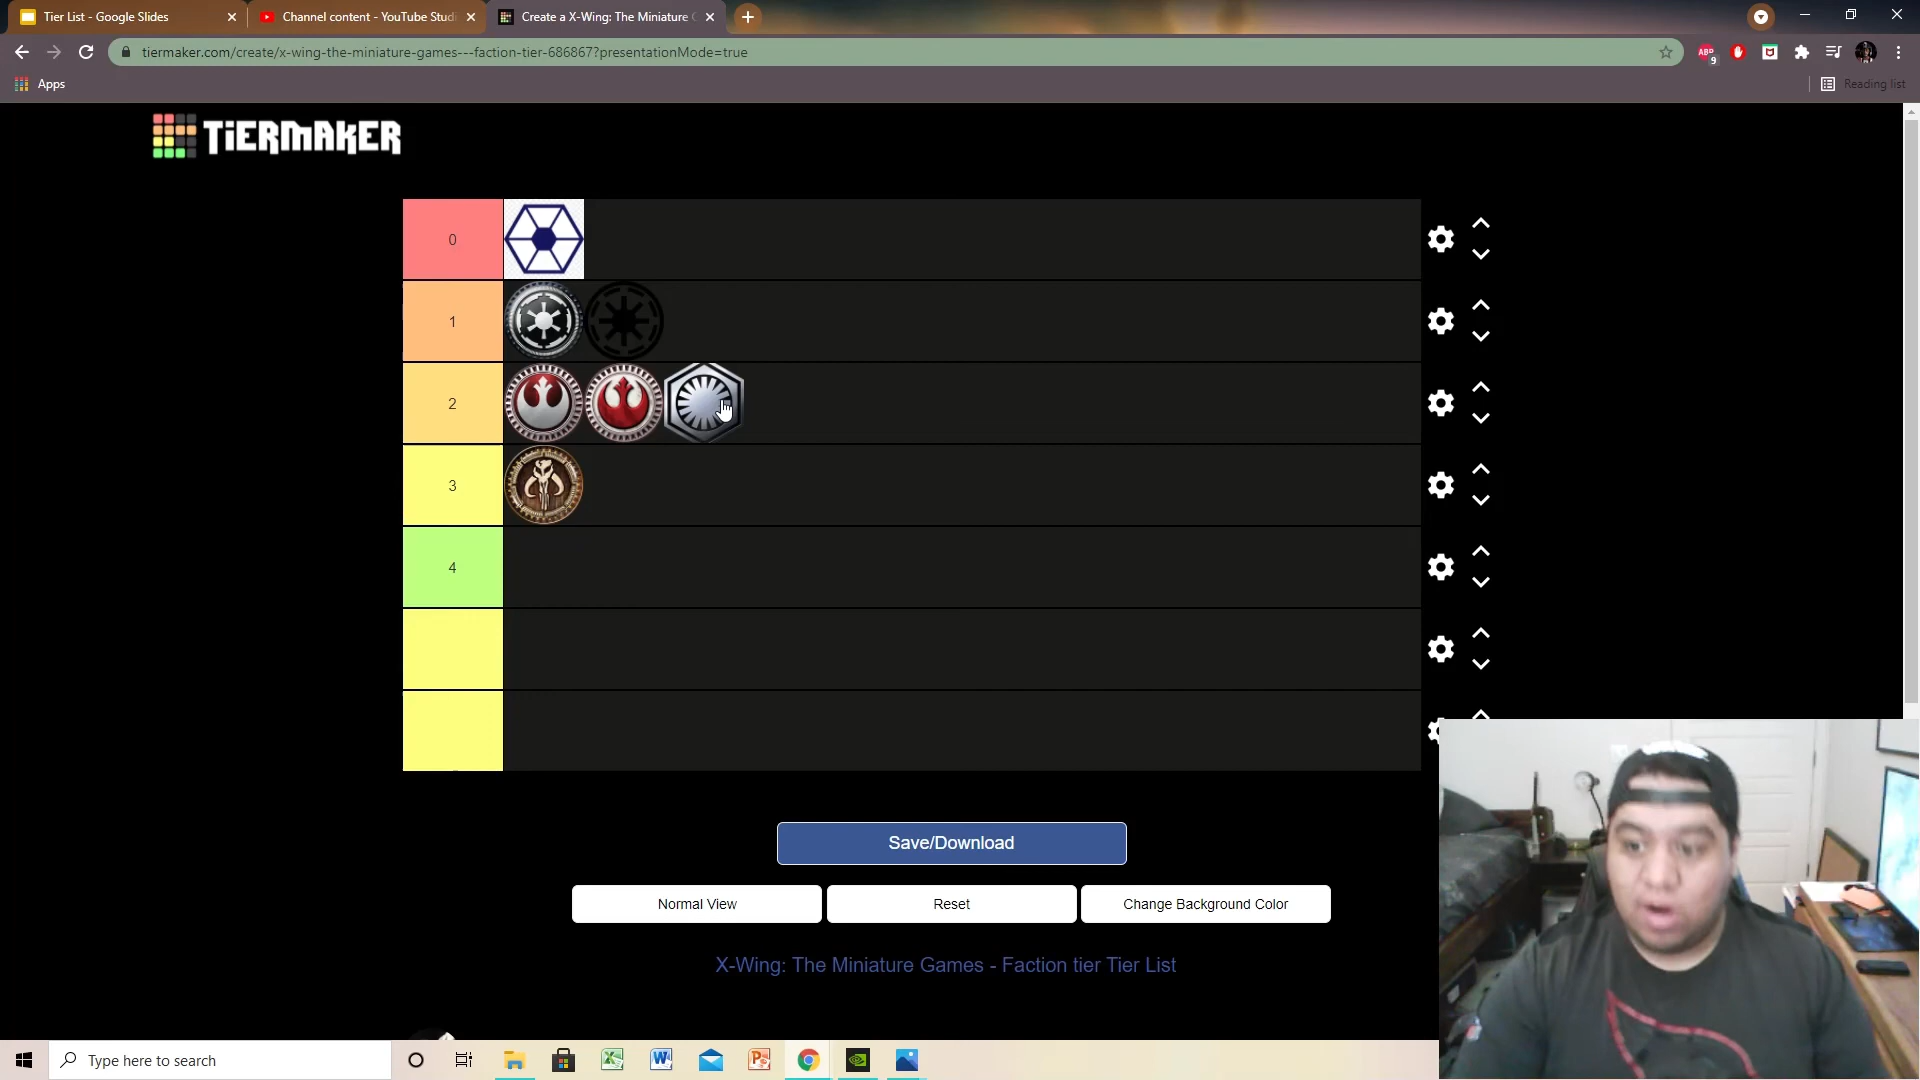 Tier List - Google Slides
Channel content - YouTube Studi
Create a X-Wing: The Miniature G
tiermaker.com/create/x-wing-the-miniature-games---faction-tier-686867?presentationMode=true
ABP
9
Apps
Reading list
TiERMAKER
0
1
2
3
4
Save/Download
Normal View
Reset
Change Background Color
X-Wing: The Miniature Games - Faction tier Tier List
Type here to search